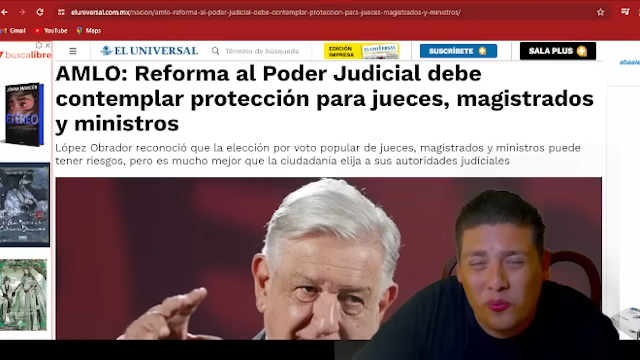 eluniversal.com.mx/nacion/amlo-reforma-al-poder-judicial-debe-contemplar-proteccion-para-jueces-magistrados-y-ministros/
Gmail YouTube Maps
buscalibre
EL UNIVERSAL
Término de búsqueda
EDICIÓN
IMPRESA
SUSCRÍBETE
SALA PLUS
AMLO: Reforma al Poder Judicial debe
contemplar protección para jueces, magistrados
y ministros
López Obrador reconoció que la elección por voto popular de jueces, magistrados y ministros puede
tener riesgos, pero es mucho mejor que la ciudadanía elija a sus autoridades judiciales
ETÉREO